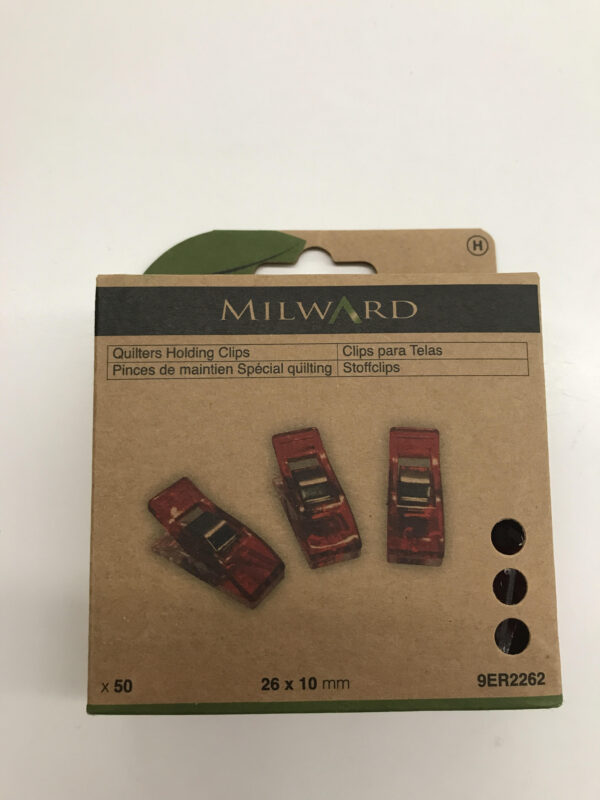 H
MILWARD
Quilters Holding Clips
Clips para Telas
Pinces de maintien Spécial quilting
Stoffclips
x 50
26 x 10 mm
9ER2262